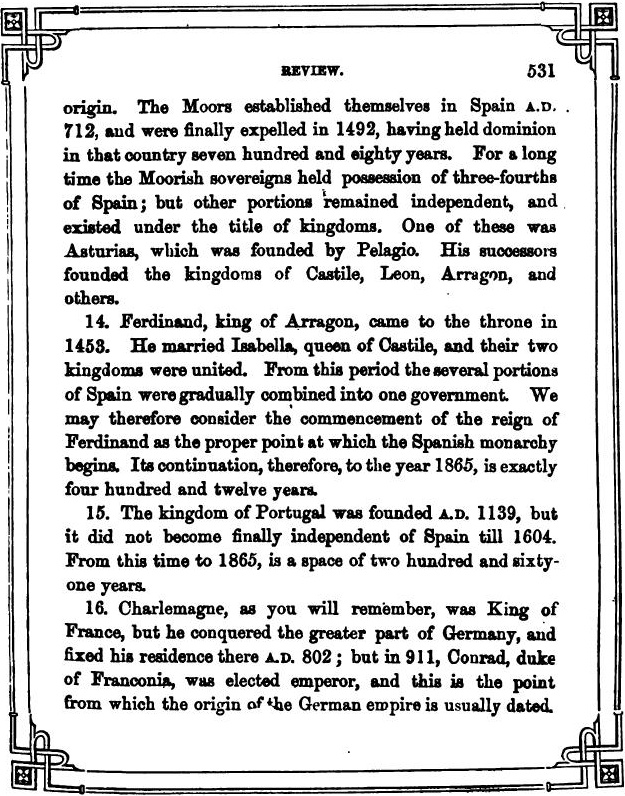 REVIEW. 531
origin. The Moors established themselves in Spain A.D.
712, and were finally expelled in 1492, having held dominion
in that country seven hundred and eighty years. For a long
time the Moorish sovereigns held possession of three-fourths
of Spain; but other portions remained independent, and
existed under the title of kingdoms. One of these was
Asturias, which was founded by Pelagio. His successors
founded the kingdoms of Castile, Leon, Arragon, and
others.
14. Ferdinand, king of Arragon, came to the throne in
1453. He married Isabella, queen of Castile, and their two
kingdoms were united. From this period the several portions
of Spain were gradually combined into one government. We
may therefore consider the commencement of the reign of
Ferdinand as the proper point at which the Spanish monarchy
begins. Its continuation, therefore, to the year 1865, is exactly
four hundred and twelve years.
15. The kingdom of Portugal was founded A.D. 1139, but
it did not become finally independent of Spain till 1604.
From this time to 1865, is a space of two hundred and sixty-
one years.
16. Charlemagne, as you will remember, was King of
France, but he conquered the greater part of Germany, and
fixed his residence there A.D. 802; but in 911, Conrad, duke
of Franconia, was elected emperor, and this is the point
from which the origin of the German empire is usually dated.